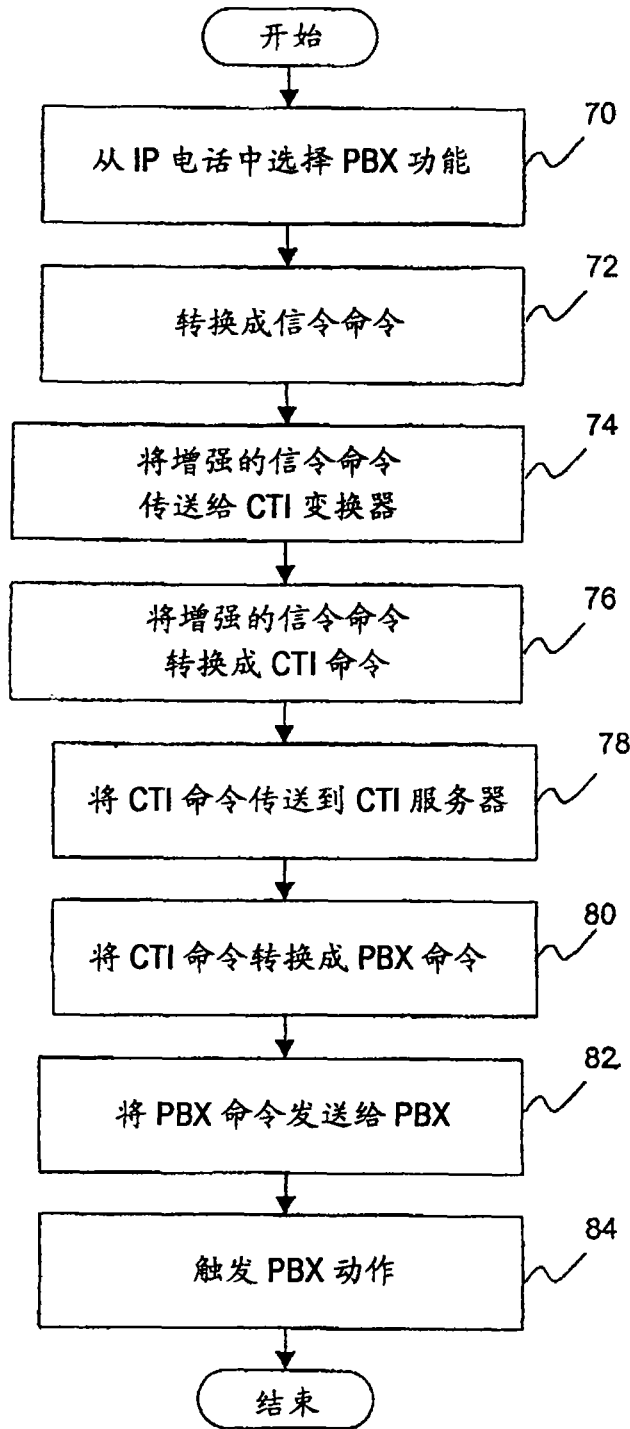 开始
70
从 IP 电话中选择 PBX 功能
72
转换成信令命令
74
将增强的信令命令
传送给 CTI 变换器
76
将增强的信令命令
转换成 CTI 命令
78
将 CTI 命令传送到 CTI 服务器
80
将 CTI 命令转换成 PBX 命令
82
将 PBX 命令发送给 PBX
84
触发 PBX 动作
结束